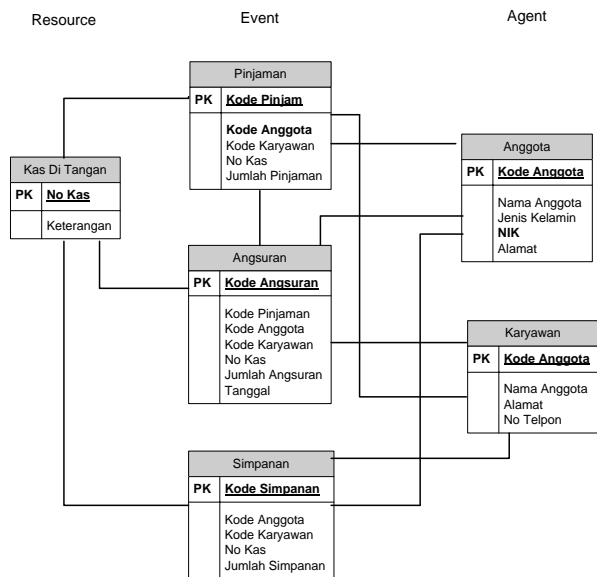 Resource
Event
Agent
Pinjaman
PK Kode Pinjam
Kode Anggota
Kode Karyawan
No Kas
Jumlah Pinjaman
Anggota
PK Kode Anggota
Nama Anggota
Jenis Kelamin
NIK
Alamat
Kas Di Tangan
PK No Kas
Keterangan
Angsuran
PK Kode Angsuran
Kode Pinjaman
Kode Anggota
Kode Karyawan
No Kas
Jumlah Angsuran
Tanggal
Karyawan
PK Kode Anggota
Nama Anggota
Alamat
No Telpon
Simpanan
PK Kode Simpanan
Kode Anggota
Kode Karyawan
No Kas
Jumlah Simpanan